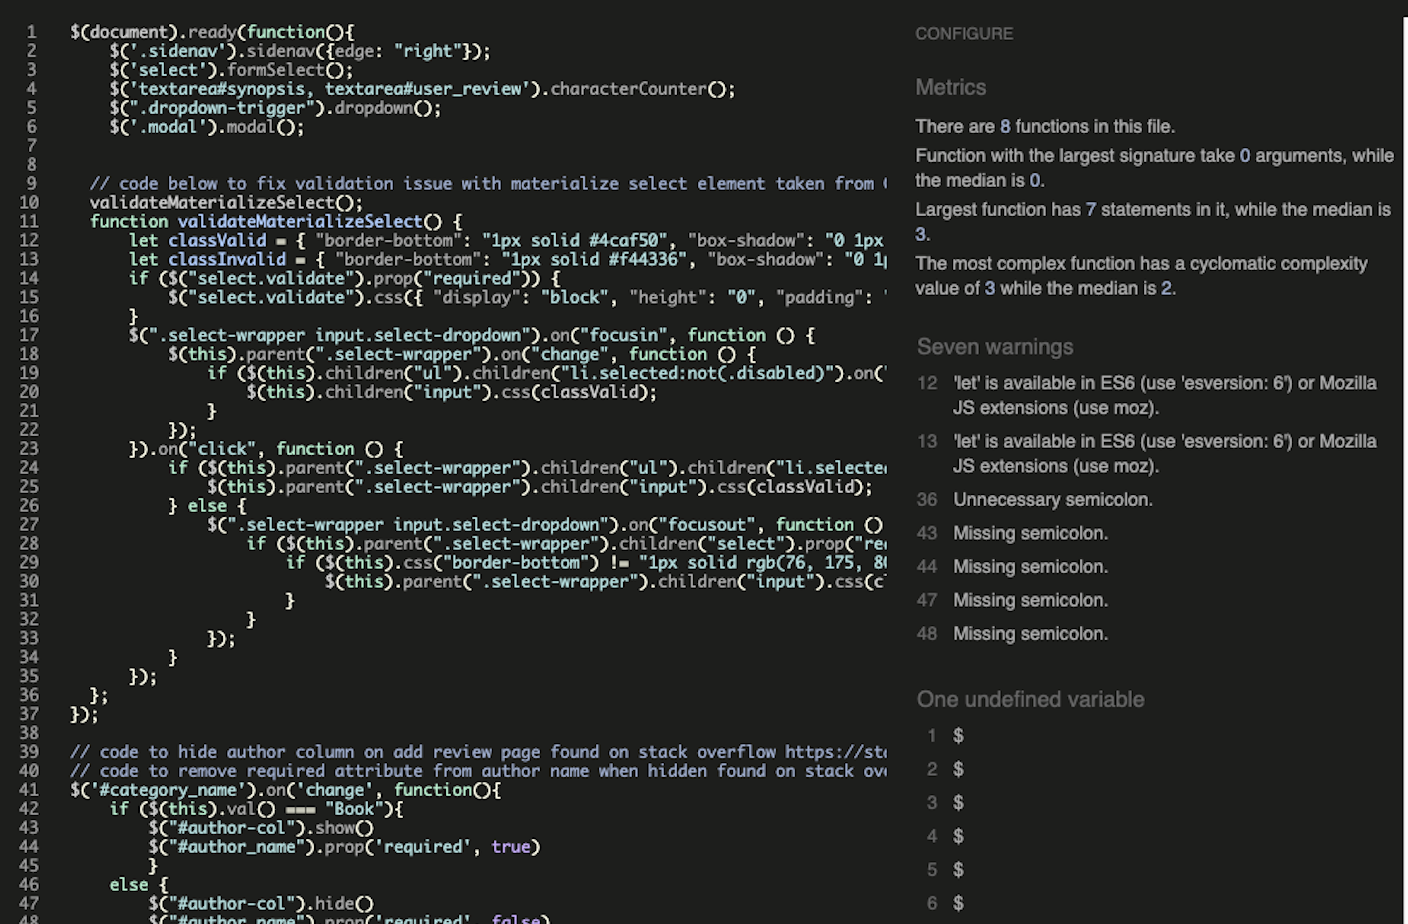 1 $(document).ready(function(){
2 $('.sidenav').sidenav({edge: "right"});
3 $('select').formSelect();
4 $('textarea#synopsis, textarea#user_review').characterCounter();
5 $(".dropdown-trigger").dropdown();
6 $('.modal').modal();
7
8
9 // code below to fix validation issue with materialize select element taken from
10 validateMaterializeSelect();
11 function validateMaterializeSelect() {
12 let classValid = { "border-bottom": "1px solid #4caf50", "box-shadow": "0 1px
13 let classInvalid = { "border-bottom": "1px solid #f44336", "box-shadow": "0 1p
14 if ($("select.validate").prop("required")) {
15 $("select.validate").css({ "display": "block", "height": "0", "padding": '
16 }
17 $(".select-wrapper input.select-dropdown").on("focusin", function () {
18 $(this).parent(".select-wrapper").on("change", function () {
19 if ($(this).children("ul").children("li.selected:not(.disabled)").on('
20 $(this).children("input").css(classValid);
21 }
22 });
23 }).on("click", function () {
24 if ($(this).parent(".select-wrapper").children("ul").children("li.selected
25 $(this).parent(".select-wrapper").children("input").css(classValid);
26 } else {
27 $(".select-wrapper input.select-dropdown").on("focusout", function ()
28 if ($(this).parent(".select-wrapper").children("select").prop("re
29 if ($(this).css("border-bottom") != "1px solid rgb(76, 175, 80
30 $(this).parent(".select-wrapper").children("input").css(cl
31 }
32 }
33 });
34 }
35 });
36 };
37 });
38
39 // code to hide author column on add review page found on stack overflow https://sta
40 // code to remove required attribute from author name when hidden found on stack ove
41 $('#category_name').on('change', function(){
42 if ($(this).val() === "Book"){
43 $("#author-col").show()
44 $("#author_name").prop('required', true)
45 }
46 else {
47 $("#author-col").hide()
48 $("#author_name").prop('required', false)
CONFIGURE
Metrics
There are 8 functions in this file.
Function with the largest signature take 0 arguments, while
the median is 0.
Largest function has 7 statements in it, while the median is
3.
The most complex function has a cyclomatic complexity
value of 3 while the median is 2.
Seven warnings
12 'let' is available in ES6 (use 'esversion: 6') or Mozilla
JS extensions (use moz).
13 'let' is available in ES6 (use 'esversion: 6') or Mozilla
JS extensions (use moz).
36 Unnecessary semicolon.
43 Missing semicolon.
44 Missing semicolon.
47 Missing semicolon.
48 Missing semicolon.
One undefined variable
1 $
2 $
3 $
4 $
5 $
6 $